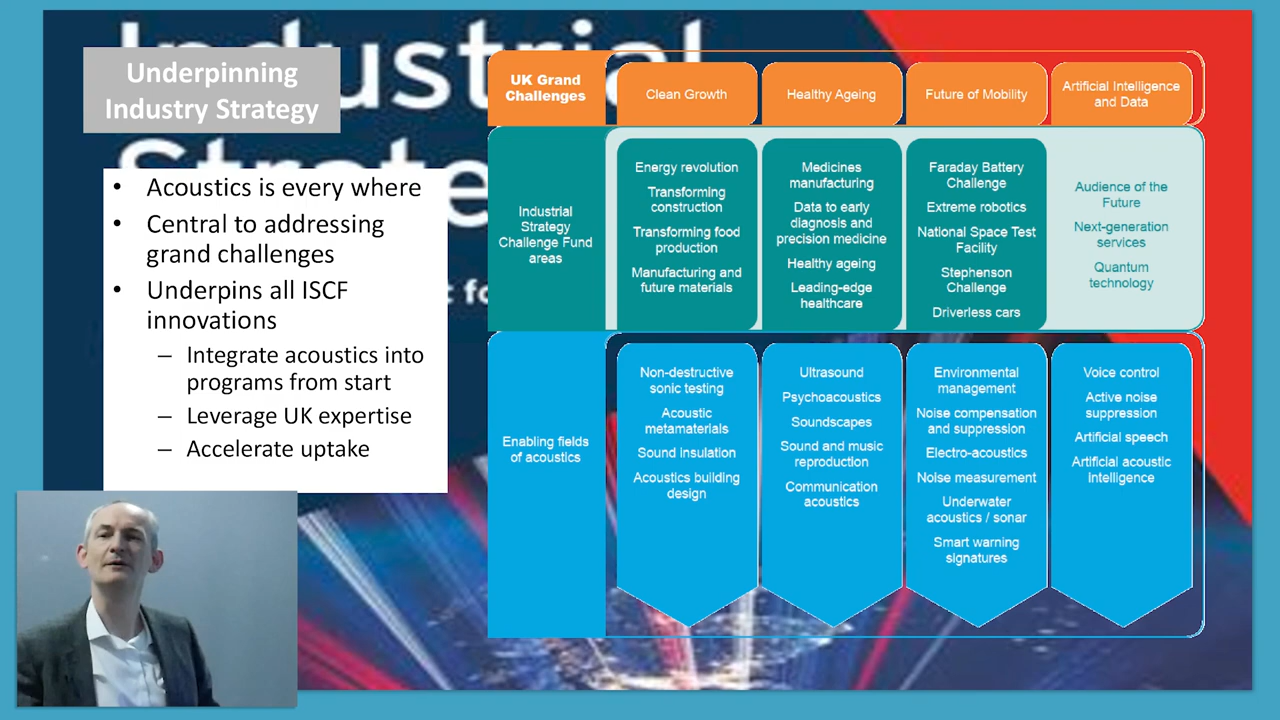 Industrial
Underpinning
Industry Strategy
• Acoustics is every where
• Central to addressing
grand challenges
• Underpins all ISCF
innovations
– Integrate acoustics into
programs from start
– Leverage UK expertise
– Accelerate uptake
UK Grand
Challenges
Clean Growth
Healthy Ageing
Future of Mobility
Artificial Intelligence
and Data
Industrial
Strategy
Challenge Fund
areas
Energy revolution
Transforming
construction
Transforming food
production
Manufacturing and
future materials
Medicines
manufacturing
Data to early
diagnosis and
precision medicine
Healthy ageing
Leading-edge
healthcare
Faraday Battery
Challenge
Extreme robotics
National Space Test
Facility
Stephenson
Challenge
Driverless cars
Audience of the
Future
Next-generation
services
Quantum
technology
Enabling fields
of acoustics
Non-destructive
sonic testing
Acoustic
metamaterials
Sound insulation
Acoustics building
design
Ultrasound
Psychoacoustics
Soundscapes
Sound and music
reproduction
Communication
acoustics
Environmental
management
Noise compensation
and suppression
Electro-acoustics
Noise measurement
Underwater
acoustics / sonar
Smart warning
signatures
Voice control
Active noise
suppression
Artificial speech
Artificial acoustic
intelligence